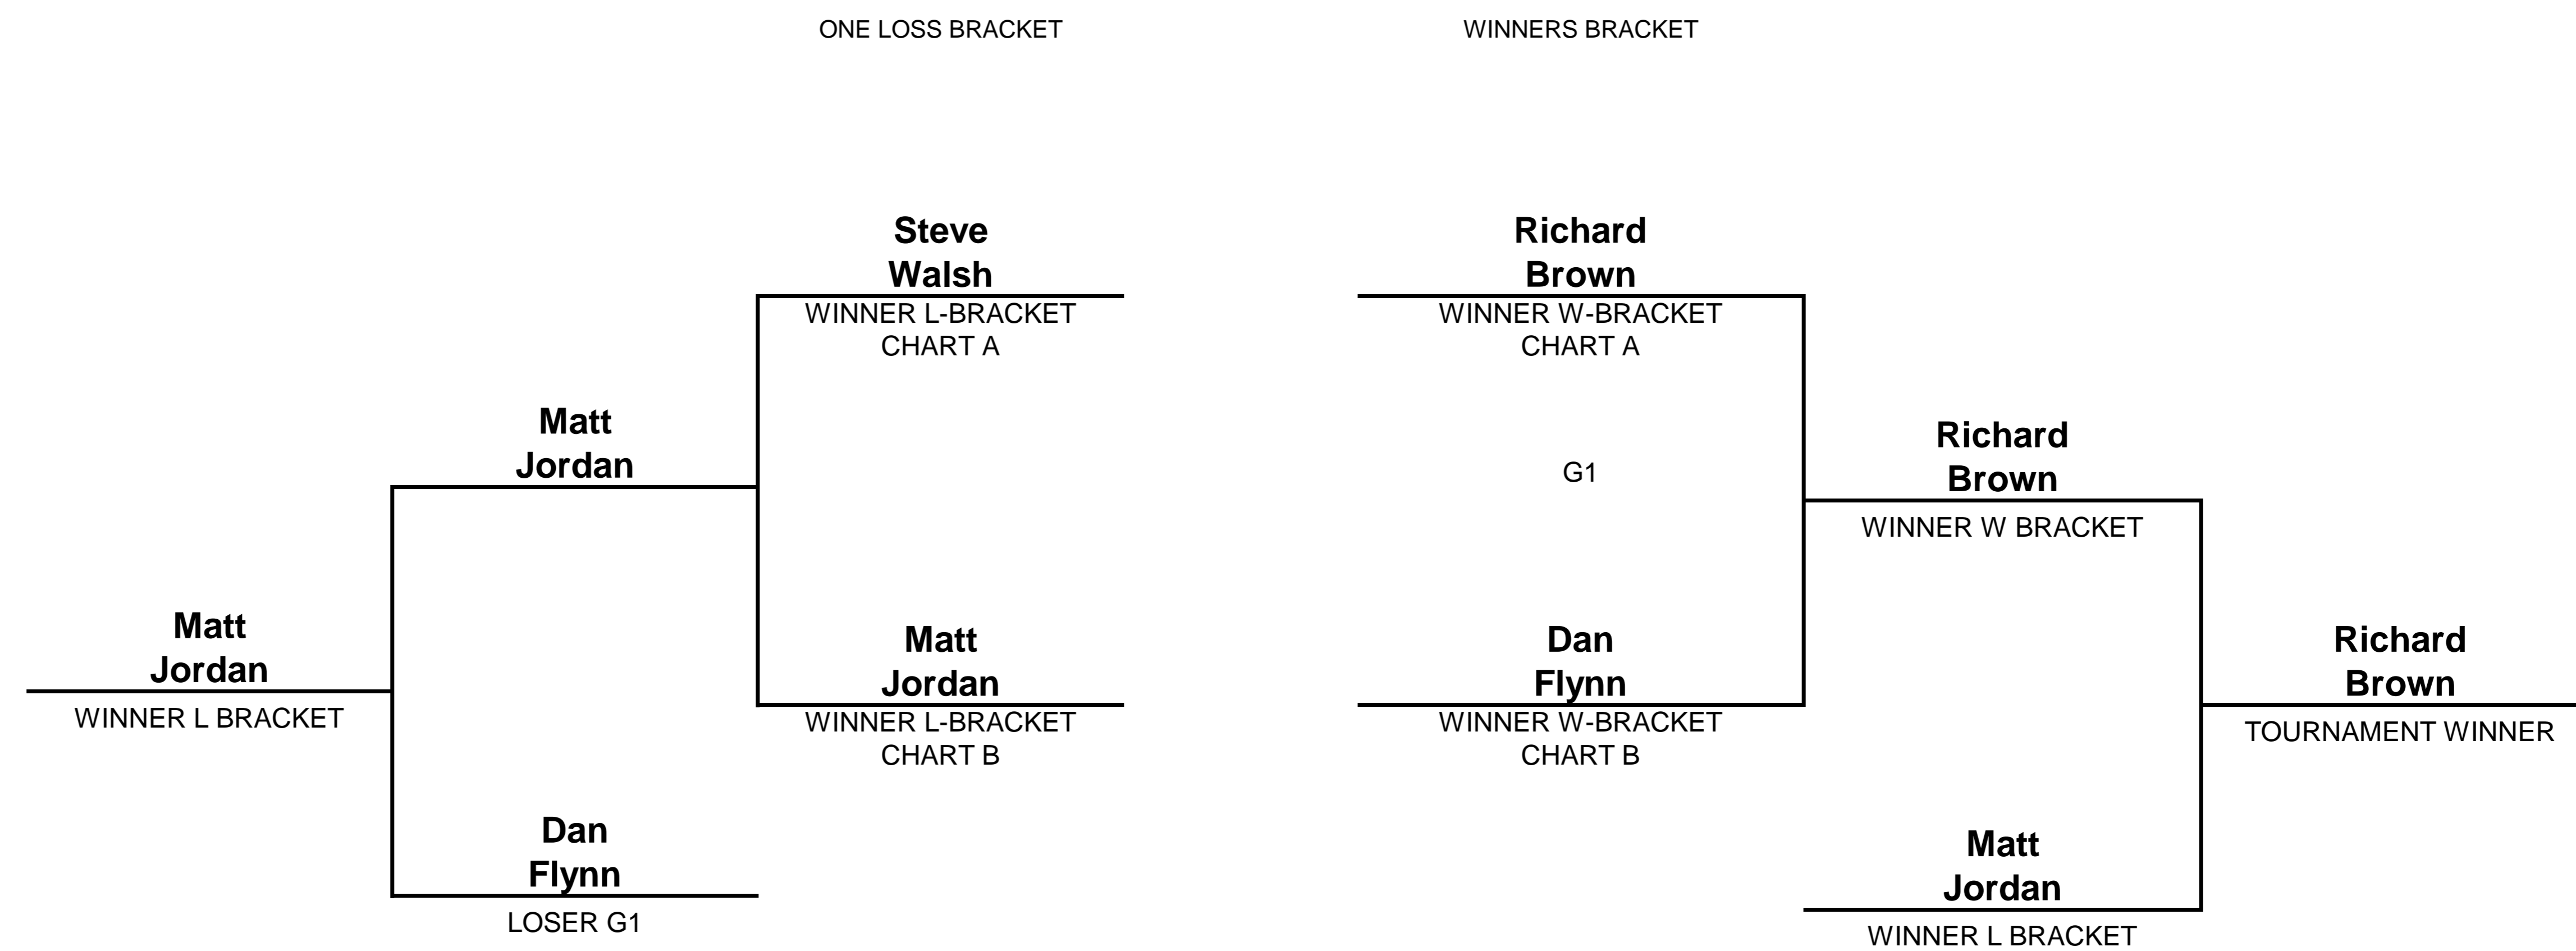 ONE LOSS BRACKET
WINNERS BRACKET
Steve
Walsh
WINNER L-BRACKET
CHART A
Richard
Brown
WINNER W-BRACKET
CHART A
Matt
Jordan
G1
Richard
Brown
WINNER W BRACKET
Matt
Jordan
WINNER L BRACKET
Matt
Jordan
WINNER L-BRACKET
CHART B
Dan
Flynn
WINNER W-BRACKET
CHART B
Richard
Brown
TOURNAMENT WINNER
Dan
Flynn
LOSER G1
Matt
Jordan
WINNER L BRACKET